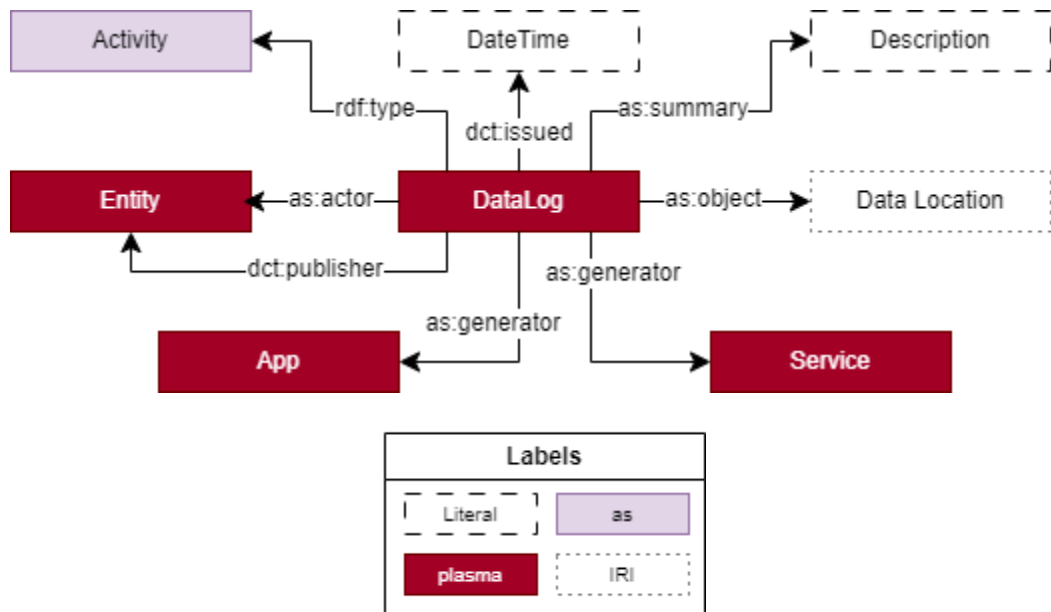 Activity
DateTime
Description
rdf:type
dct:issued
as:summary
Entity
as:actor
DataLog
as:object
Data Location
dct:publisher
as:generator
as:generator
App
Service
Labels
Literal
as
plasma
IRI